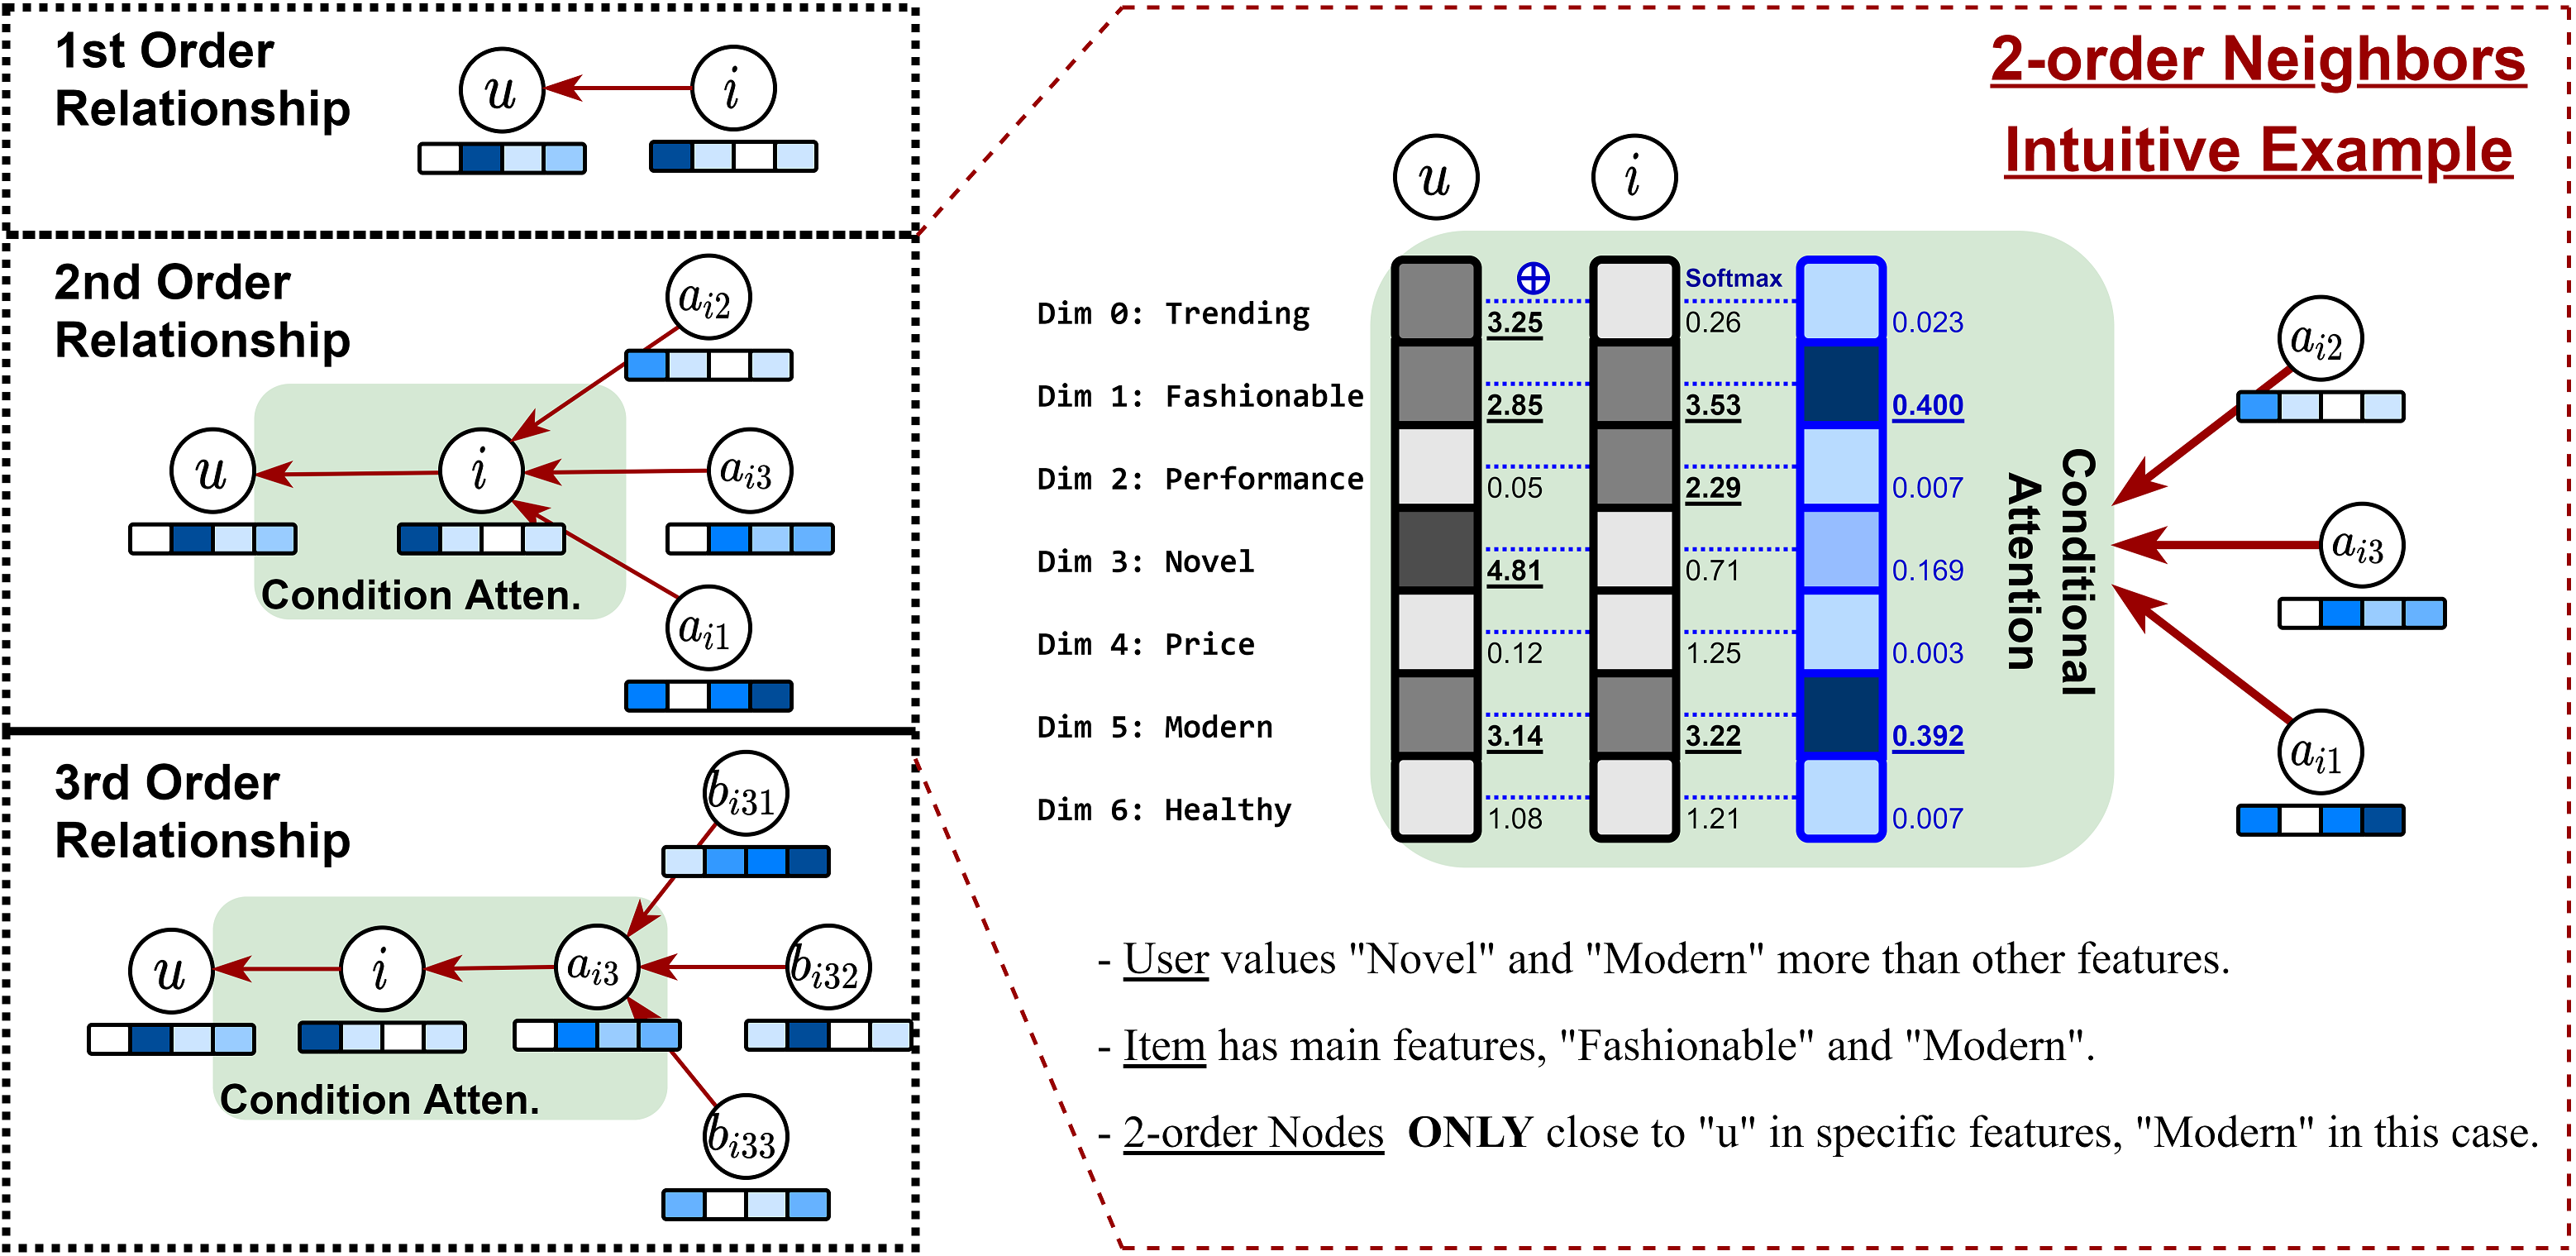 1st Order
Relationship
u
i
2nd Order
Relationship
a_{i2}
u
i
a_{i3}
Condition Atten.
a_{i1}
3rd Order
Relationship
b_{i31}
u
i
a_{i3}
b_{i32}
Condition Atten.
b_{i33}
2-order Neighbors
Intuitive Example
u
i
⊕
Softmax
Dim 0: Trending 3.25 0.26 0.023
Dim 1: Fashionable 2.85 3.53 0.400
Dim 2: Performance 0.05 2.29 0.007
Dim 3: Novel 4.81 0.71 0.169
Dim 4: Price 0.12 1.25 0.003
Dim 5: Modern 3.14 3.22 0.392
Dim 6: Healthy 1.08 1.21 0.007
Conditional
Attention
a_{i2}
a_{i3}
a_{i1}
- User values "Novel" and "Modern" more than other features.
- Item has main features, "Fashionable" and "Modern".
- 2-order Nodes ONLY close to "u" in specific features, "Modern" in this case.